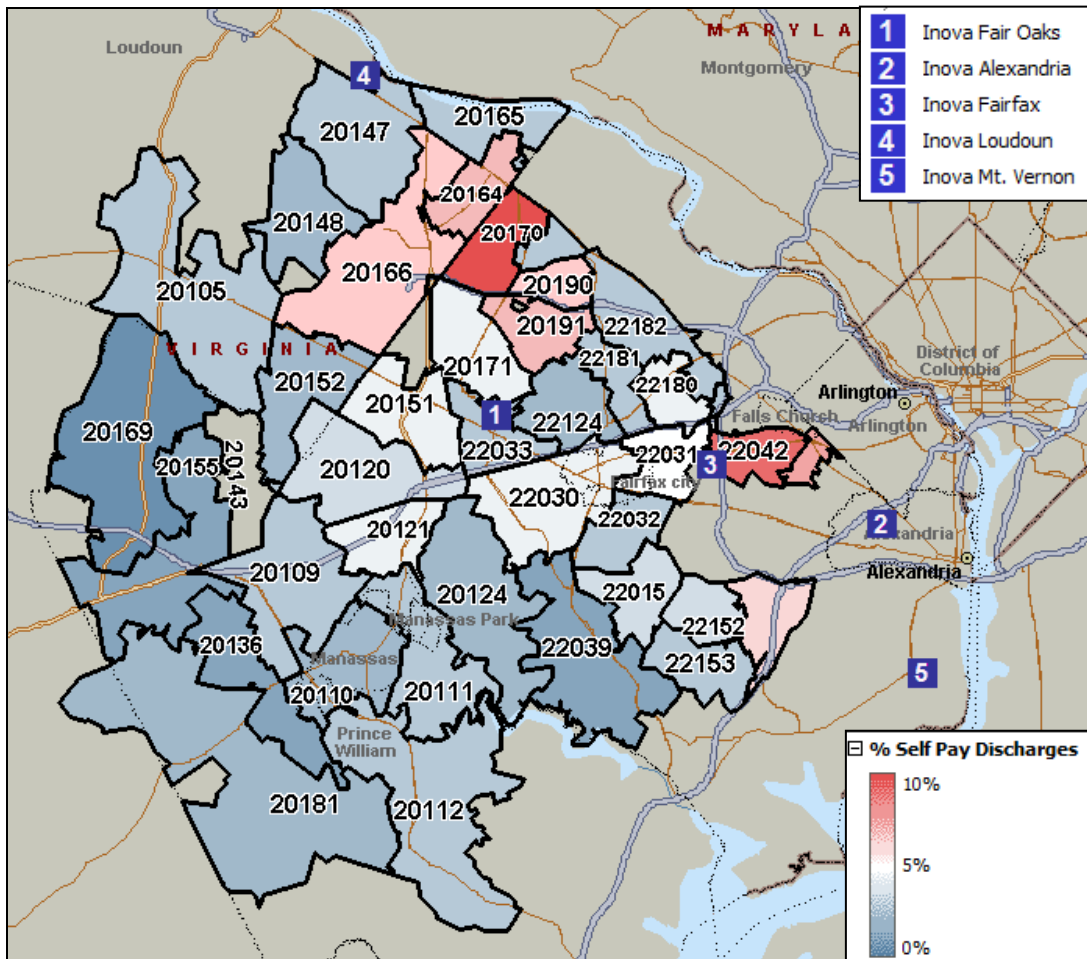 Loudoun
MARYLA
Montgomery
1 Inova Fair Oaks
2 Inova Alexandria
3 Inova Fairfax
4 Inova Loudoun
5 Inova Mt. Vernon
4
20147
20165
20164
20148
20170
20166
20190
20105
20191
22182
VIRGINIA
20171
22181
20152
22180
District of
Columbia
Arlington
20151
1
22124
Falls Church
Arlington
20169
22033
22031
3
22042
20155
20143
20120
Fairfax city
22030
2
20121
22032
Alexandria
20109
Alexandria
20124
22015
Manassas Park
22152
20136
22039
Manassas
22153
5
20110
20111
Prince
William
% Self Pay Discharges
10%
5%
0%
20181
20112